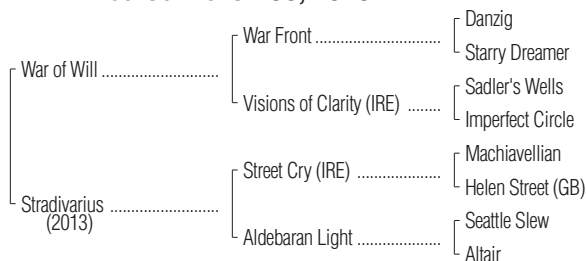 Danzig
War Front ........................................
Starry Dreamer
War of Will .......................................
Sadler's Wells
Visions of Clarity (IRE) ...........
Imperfect Circle
Machiavellian
Street Cry (IRE) ............................
Helen Street (GB)
Stradivarius ....................................
(2013)
Seattle Slew
Aldebaran Light ............................
Altair